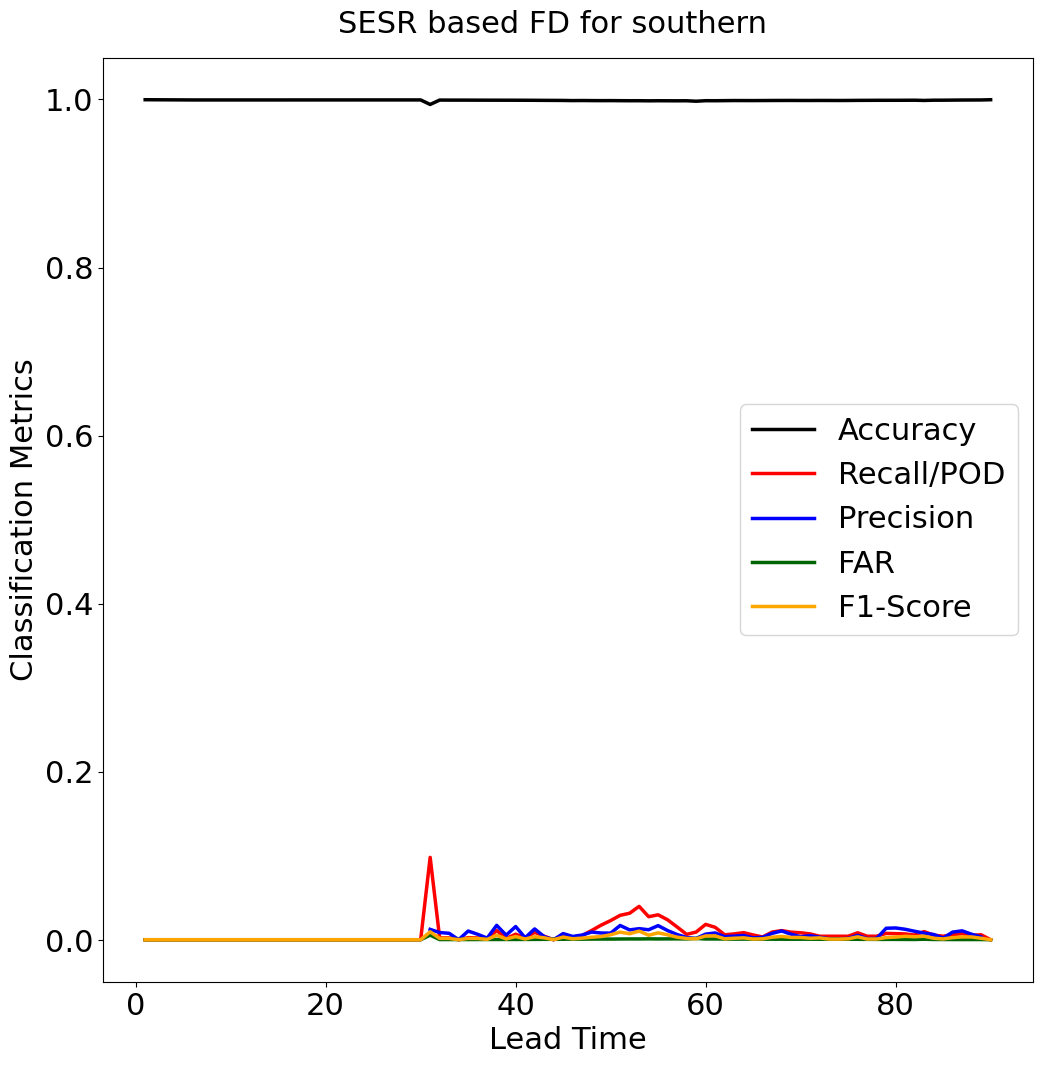 SESR based FD for southern
Classification Metrics
1.0
0.8
0.6
0.4
0.2
0.0
Accuracy
Recall/POD
Precision
FAR
F1-Score
0 20 40 60 80
Lead Time